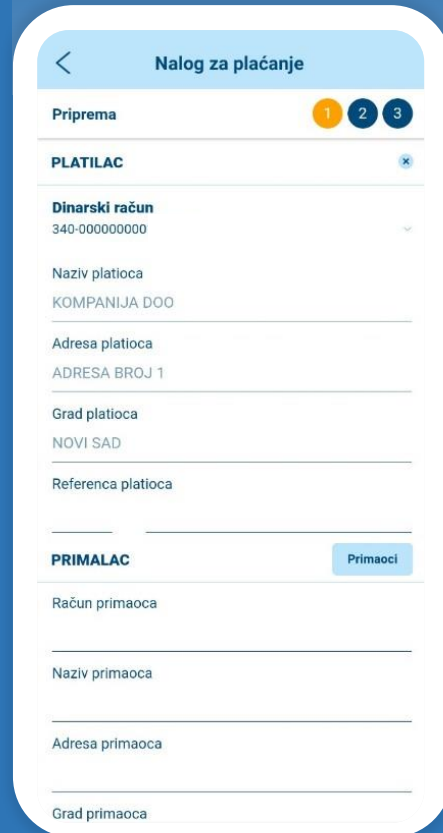 Nalog za plaćanje
Priprema 1 2 3
PLATILAC
Dinarski račun
340-000000000
Naziv platioca
KOMPANIJA DOO
Adresa platioca
ADRESA BROJ 1
Grad platioca
NOVI SAD
Referenca platioca
PRIMALAC Primaoci
Račun primaoca
Naziv primaoca
Adresa primaoca
Grad primaoca